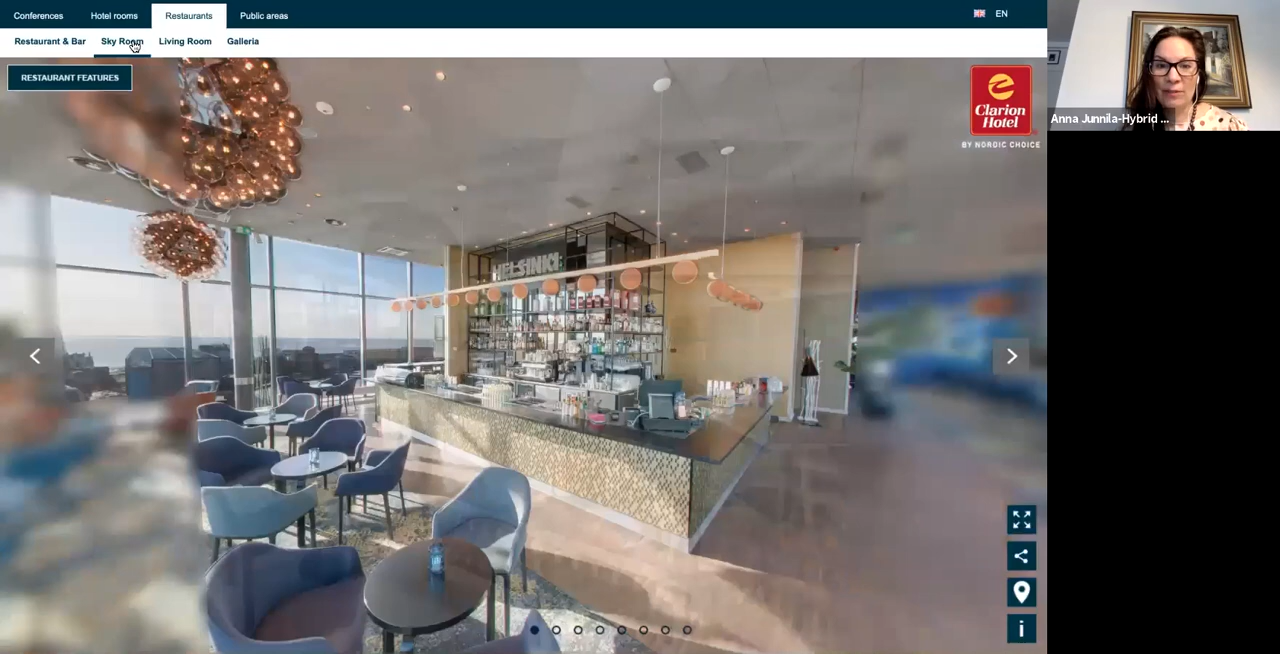 Conferences Hotel rooms Restaurants Public areas EN
Restaurant & Bar Sky Room Living Room Galleria
RESTAURANT FEATURES
Clarion
Hotel
BY NORDIC CHOICE
HELSINKI
Anna Junnila-Hybrid ...